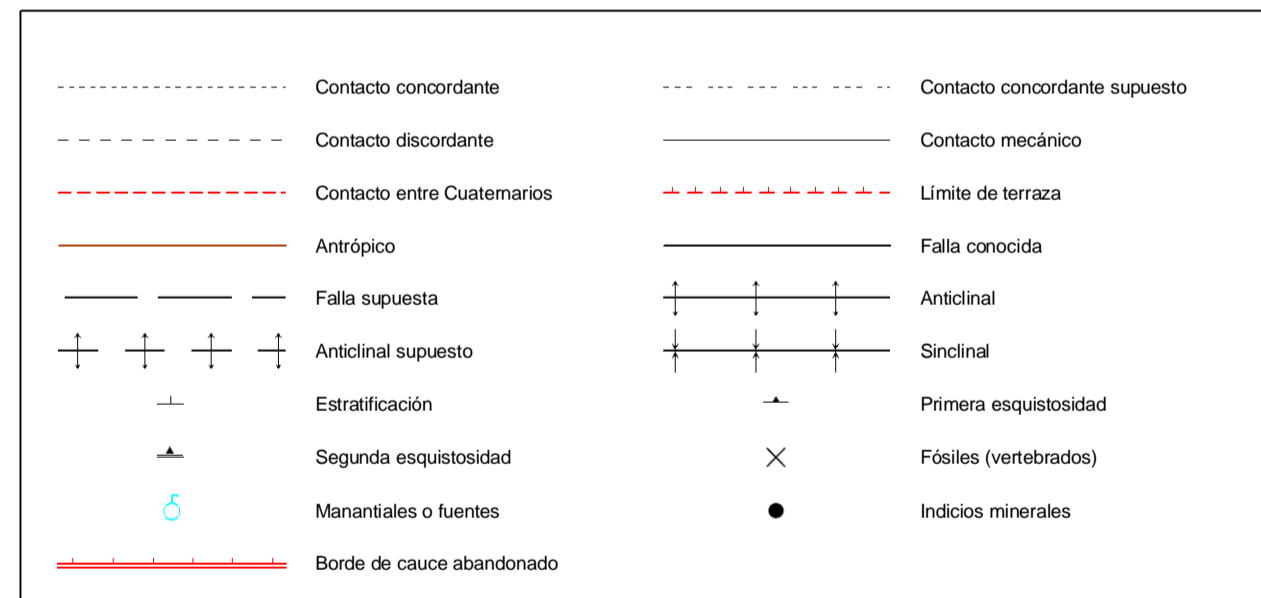 Contacto concordante
Contacto concordante supuesto
Contacto discordante
Contacto mecánico
Contacto entre Cuaternarios
Límite de terraza
Antrópico
Falla conocida
Falla supuesta
Anticlinal
Anticlinal supuesto
Sinclinal
Estratificación
Primera esquistosidad
Segunda esquistosidad
Fósiles (vertebrados)
Manantiales o fuentes
Indicios minerales
Borde de cauce abandonado